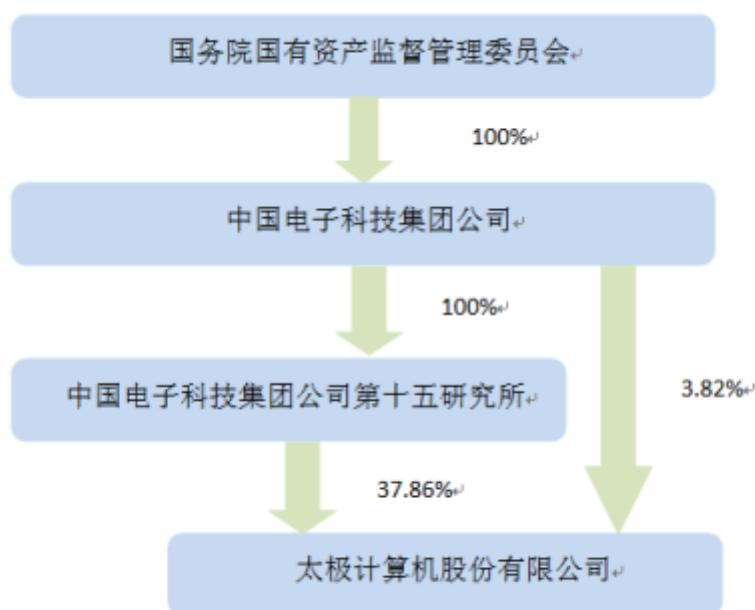 国务院国有资产监督管理委员会
100%
中国电子科技集团公司
100%
中国电子科技集团公司第十五研究所
3.82%
37.86%
太极计算机股份有限公司